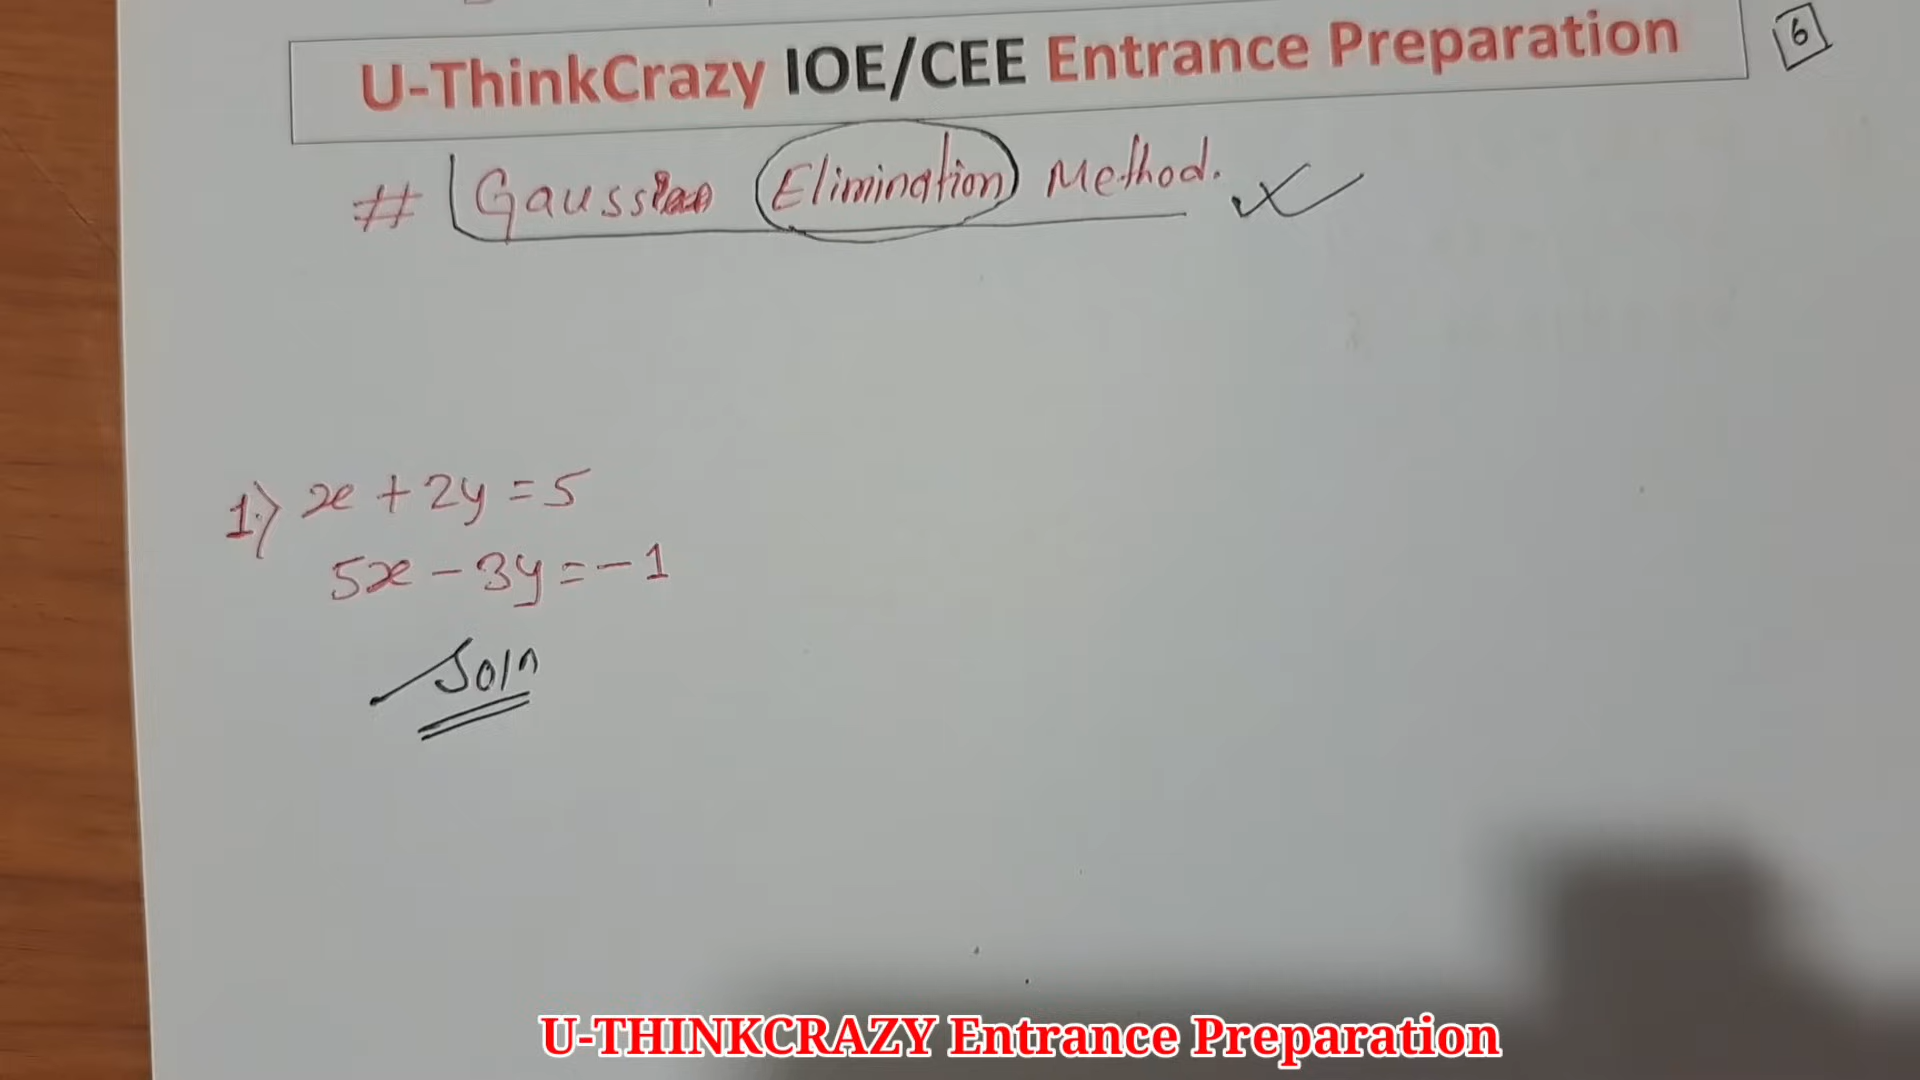 U-ThinkCrazy IOE/CEE Entrance Preparation
6
# Gaussian Elimination Method.
1.) x + 2y = 5
5x - 3y = - 1
Soln
U-THINKCRAZY Entrance Preparation